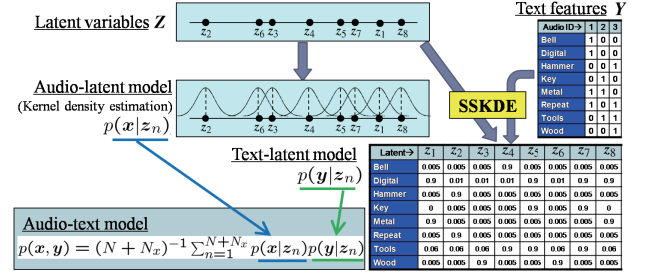 Latent variables Z
z2 z6 z3 z4 z5 z7 z1 z8
Text features Y
Audio ID→ 1 2 3
Bell 1 0 0
Digital 1 0 0
Hammer 0 0 1
Key 0 1 0
Metal 1 1 0
Repeat 1 0 1
Tools 0 1 1
Wood 0 0 1
Audio-latent model
(Kernel density estimation)
p(x|zn)
z2 z6 z3 z4 z5 z7 z1 z8
SSKDE
Text-latent model
p(y|zn)
Latent→ z1 z2 z3 z4 z5 z6 z7 z8
Bell 0.005 0.005 0.005 0.9 0.005 0.005 0.005 0.005
Digital 0.9 0.01 0.01 0.01 0.9 0.01 0.9 0.9
Hammer 0.005 0.9 0.005 0.005 0.005 0.005 0.005 0.005
Key 0 0.005 0.005 0.9 0.005 0.005 0.9 0
Metal 0.9 0.005 0.005 0.005 0.9 0.005 0.005 0.9
Repeat 0.005 0.9 0.005 0.005 0.005 0.9 0.005 0.005
Tools 0.06 0.06 0.06 0.9 0.06 0.9 0.9 0.06
Wood 0.005 0.9 0.9 0.005 0.005 0.9 0.005 0.005
Audio-text model
p(x, y) = (N + Nx)−1 ∑n=1N+Nx p(x|zn)p(y|zn)